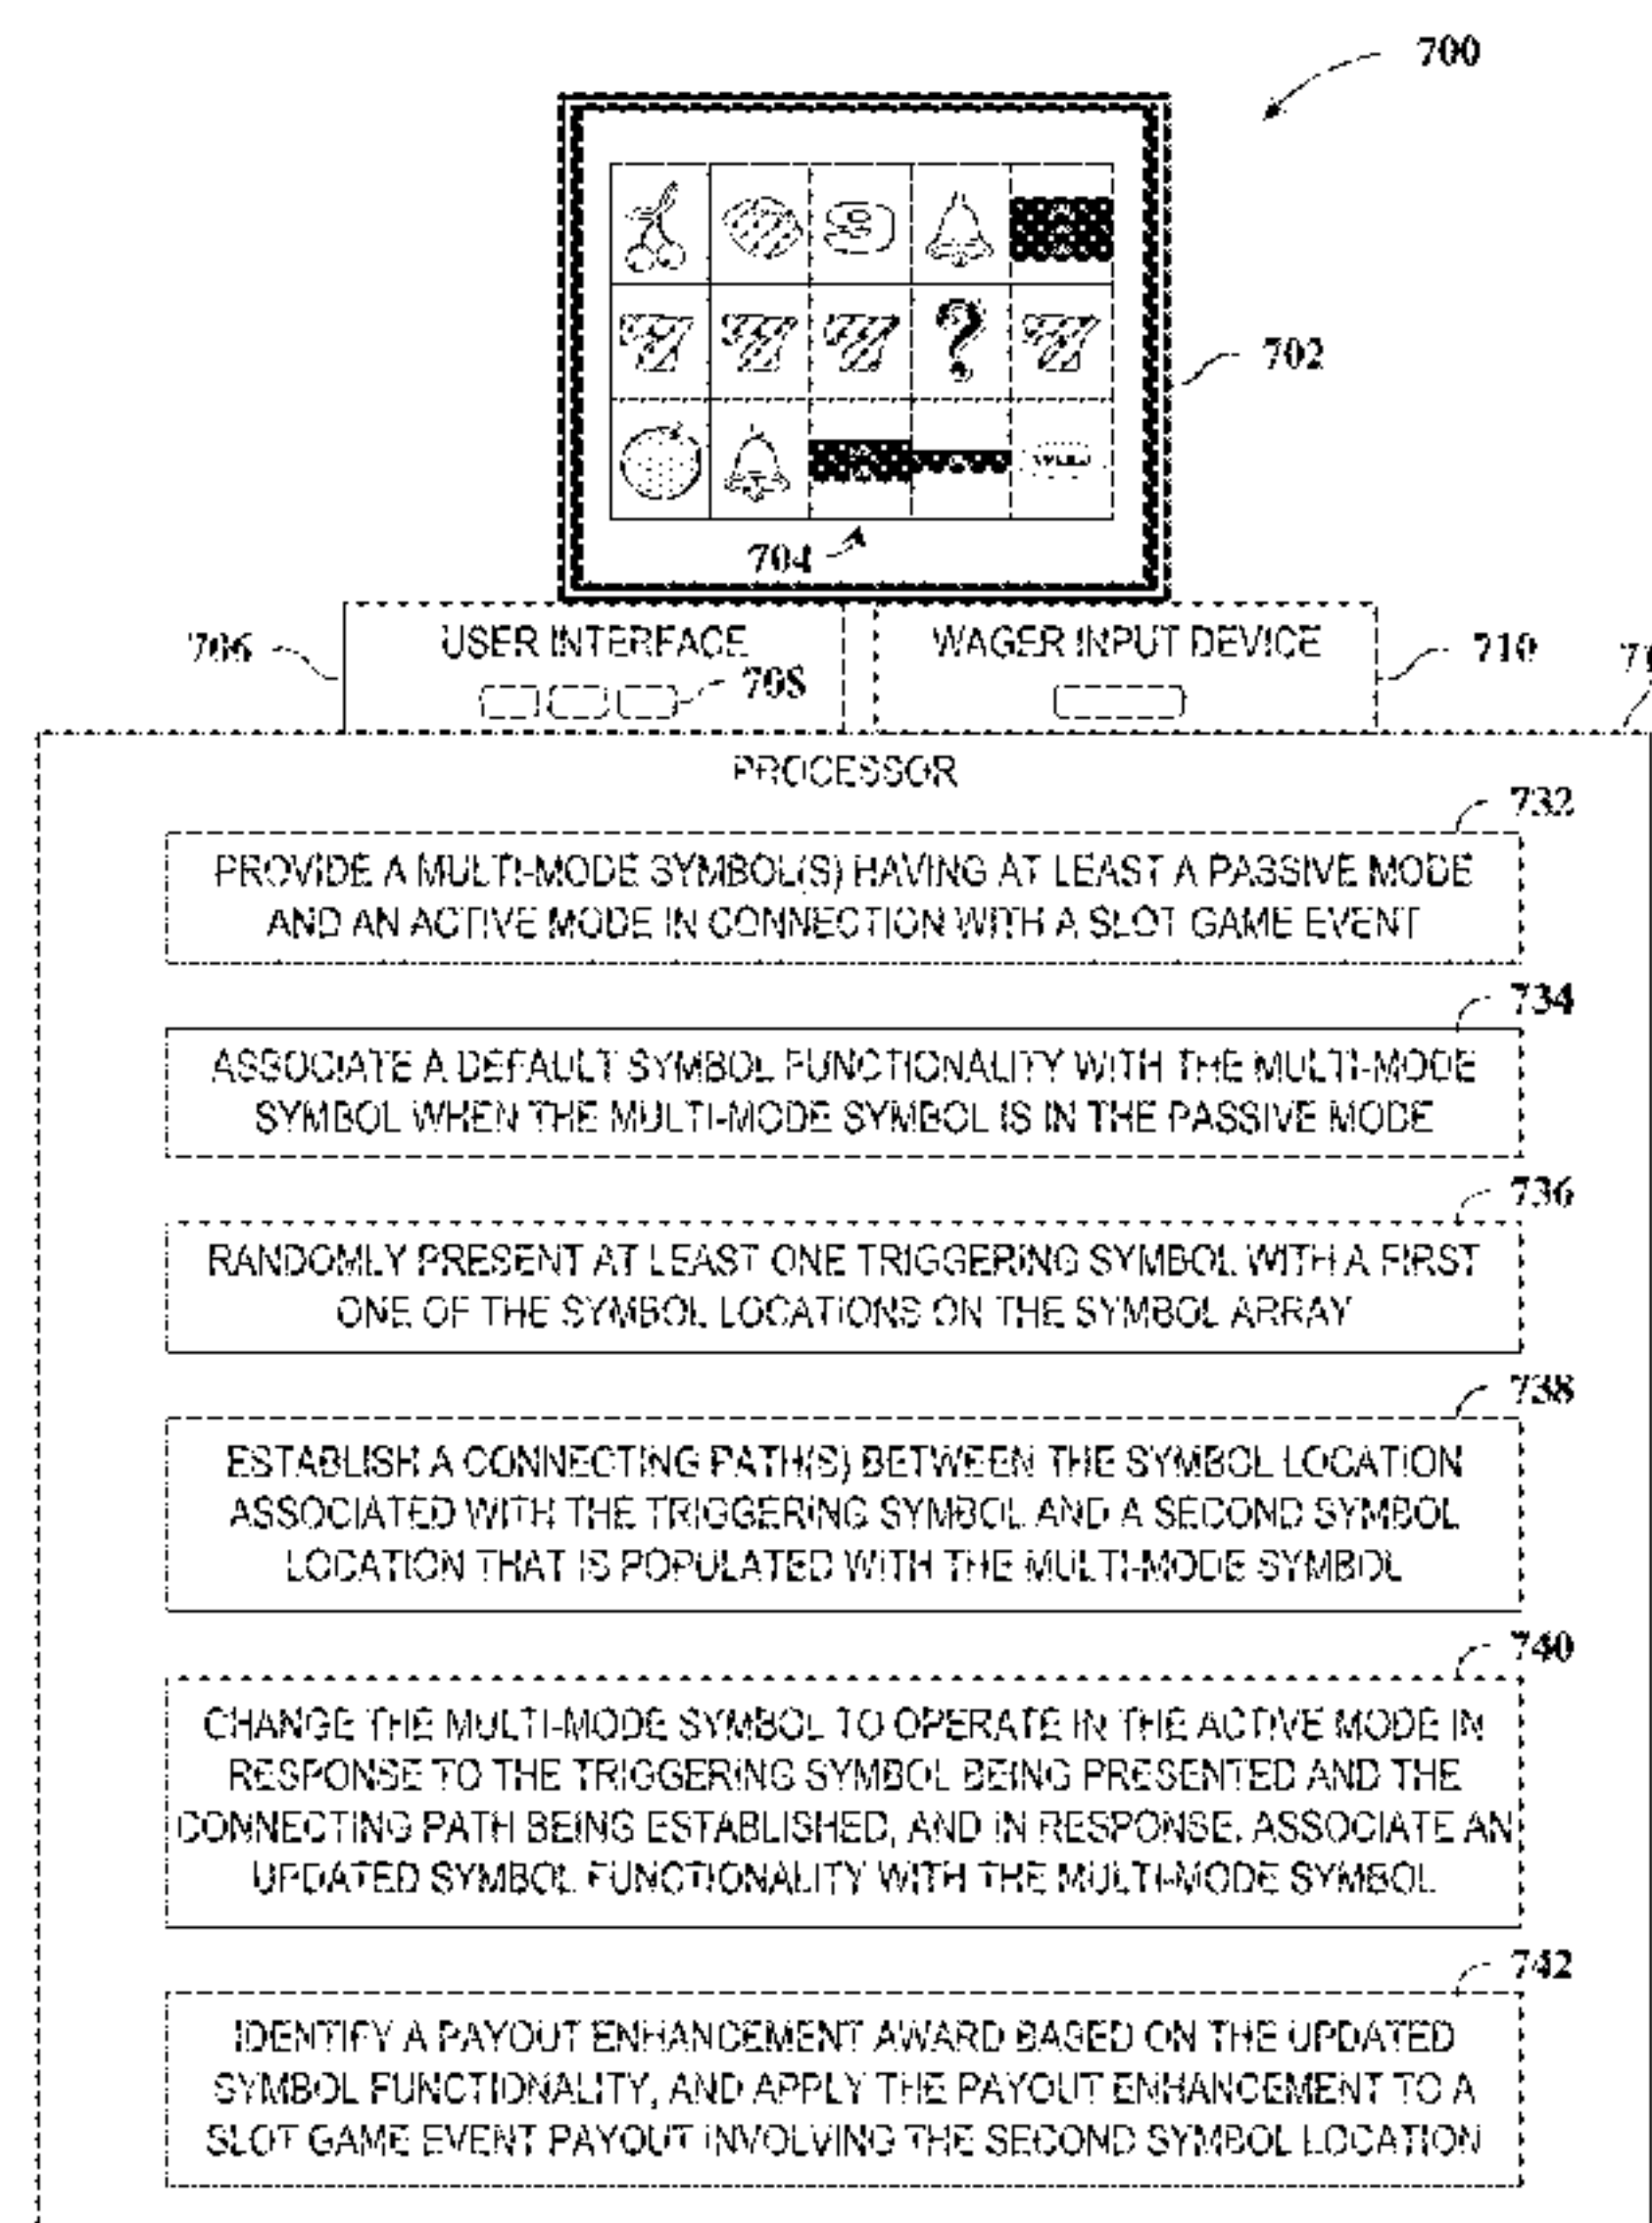 700
?
702
704
706
USER INTERFACE
708
WAGER INPUT DEVICE
710
PROCESSOR
732
PROVIDE A MULTI-MODE SYMBOL(S) HAVING AT LEAST A PASSIVE MODE
AND AN ACTIVE MODE IN CONNECTION WITH A SLOT GAME EVENT
734
ASSOCIATE A DEFAULT SYMBOL FUNCTIONALITY WITH THE MULTI-MODE
SYMBOL WHEN THE MULTI-MODE SYMBOL IS IN THE PASSIVE MODE
736
RANDOMLY PRESENT AT LEAST ONE TRIGGERING SYMBOL WITH A FIRST
ONE OF THE SYMBOL LOCATIONS ON THE SYMBOL ARRAY
738
ESTABLISH A CONNECTING PATH(S) BETWEEN THE SYMBOL LOCATION
ASSOCIATED WITH THE TRIGGERING SYMBOL AND A SECOND SYMBOL
LOCATION THAT IS POPULATED WITH THE MULTI-MODE SYMBOL
740
CHANGE THE MULTI-MODE SYMBOL TO OPERATE IN THE ACTIVE MODE IN
RESPONSE TO THE TRIGGERING SYMBOL BEING PRESENTED AND THE
CONNECTING PATH BEING ESTABLISHED, AND IN RESPONSE, ASSOCIATE AN
UPDATED SYMBOL FUNCTIONALITY WITH THE MULTI-MODE SYMBOL
742
IDENTIFY A PAYOUT ENHANCEMENT AWARD BASED ON THE UPDATED
SYMBOL FUNCTIONALITY, AND APPLY THE PAYOUT ENHANCEMENT TO A
SLOT GAME EVENT PAYOUT INVOLVING THE SECOND SYMBOL LOCATION